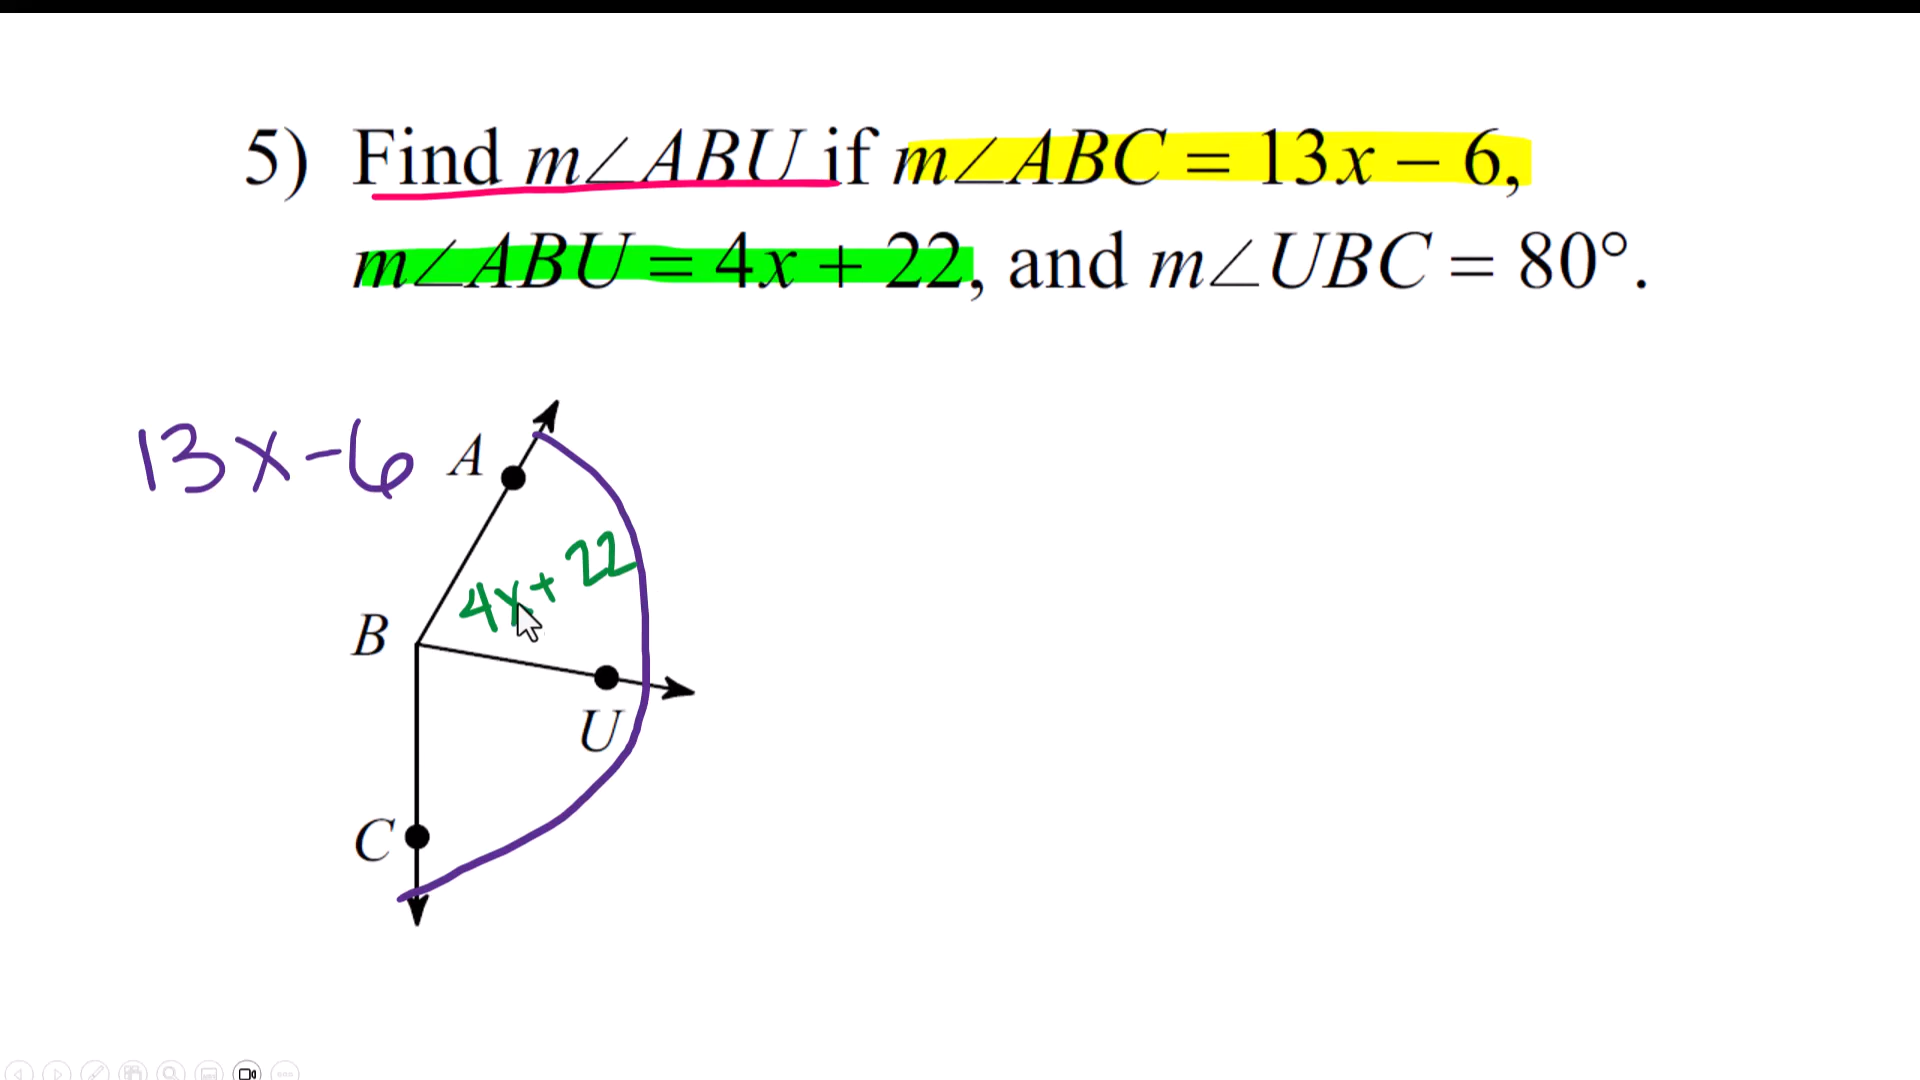 5) Find m∠ABU if m∠ABC = 13x − 6,
m∠ABU = 4x + 22, and m∠UBC = 80°.
13x-6
A
4x+22
B
U
C